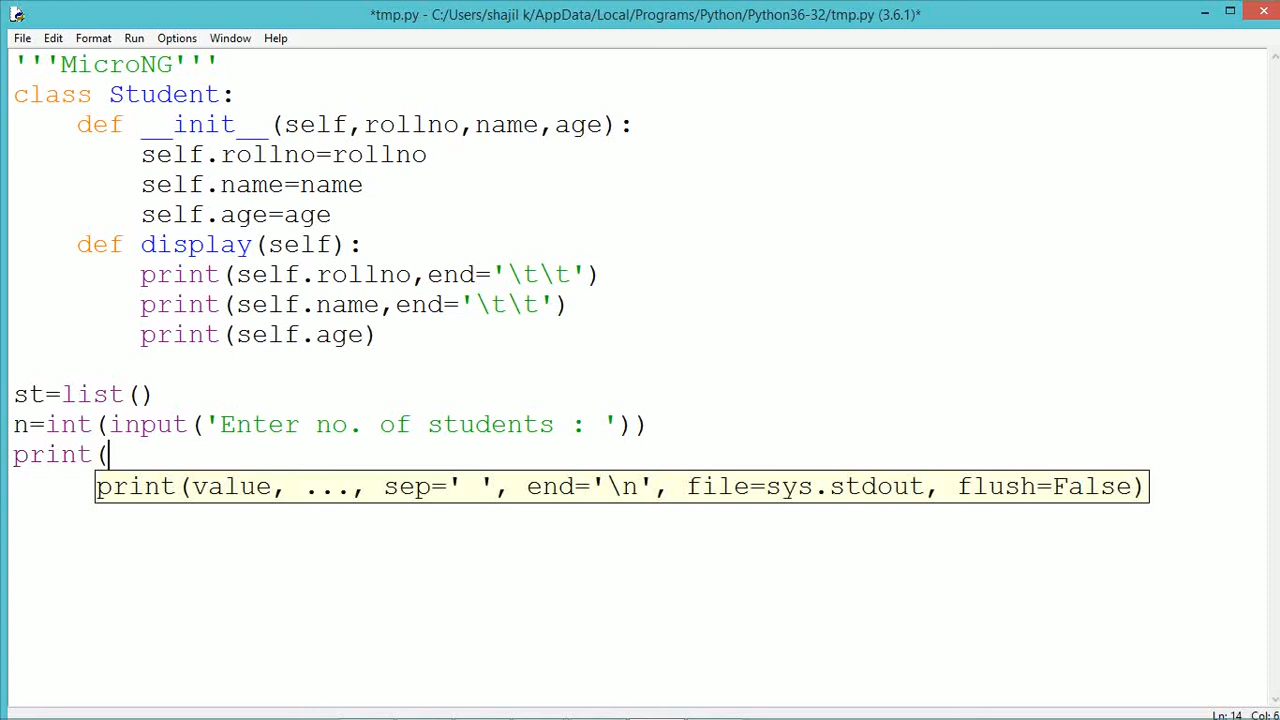 *tmp.py - C:/Users/shajil k/AppData/Local/Programs/Python/Python36-32/tmp.py (3.6.1)*
File Edit Format Run Options Window Help
'''MicroNG'''
class Student:
    def __init__(self,rollno,name,age):
        self.rollno=rollno
        self.name=name
        self.age=age
    def display(self):
        print(self.rollno,end='\t\t')
        print(self.name,end='\t\t')
        print(self.age)
st=list()
n=int(input('Enter no. of students : '))
print(
print(value, ..., sep=' ', end='\n', file=sys.stdout, flush=False)
Ln: 14 Col: 6